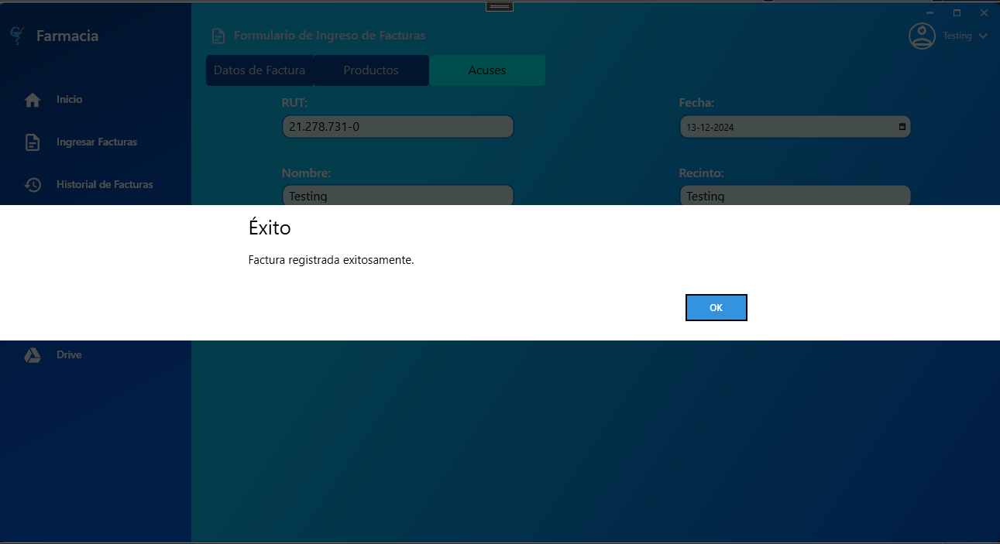 Farmacia
Formulario de Ingreso de Facturas
Testing
Datos de Factura
Productos
Acuses
Inicio
Ingresar Facturas
Historial de Facturas
RUT:
21.278.731-0
Fecha:
13-12-2024
Nombre:
Testing
Recinto:
Testing
Éxito
Factura registrada exitosamente.
OK
Drive